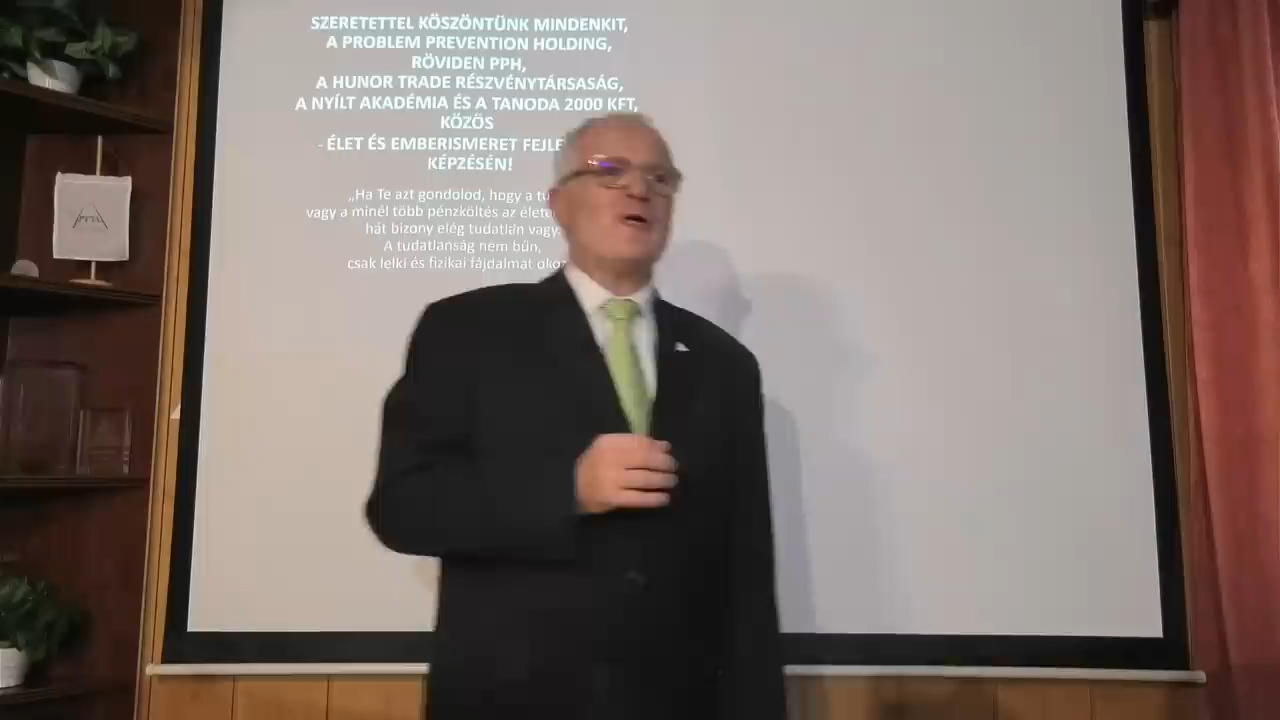 SZERETETTEL KÖSZÖNTÜNK MINDENKIT,
A PROBLEM PREVENTION HOLDING,
RÖVIDEN PPH,
A HUNOR TRADE RÉSZVÉNYTÁRSASÁG,
A NYÍLT AKADÉMIA ÉS A TANODA 2000 KFT,
KÖZÖS
- ÉLET ÉS EMBERISMERET FEJLE
KÉPZÉSÉN!
„Ha Te azt gondolod, hogy a
vagy a minél több pénzköltés az
hát bizony elég tudatlan vagy
A tudatlanság nem bűn,
csak lelki és fizikai fájdalmat